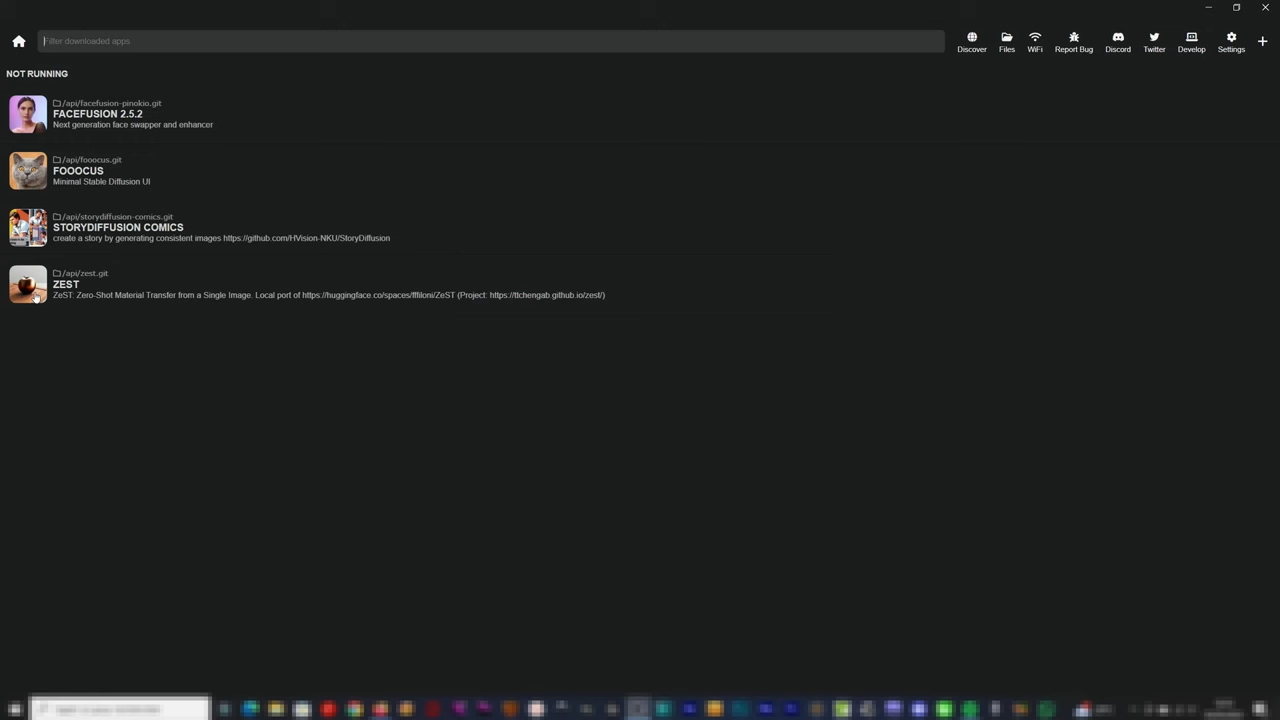 Filter downloaded apps
Discover
Files
WiFi
Report Bug
Discord
Twitter
Develop
Settings
NOT RUNNING
/api/facefusion-pinokio.git
FACEFUSION 2.5.2
Next generation face swapper and enhancer
/api/fooocus.git
FOOOCUS
Minimal Stable Diffusion UI
/api/storydiffusion-comics.git
STORYDIFFUSION COMICS
create a story by generating consistent images https://github.com/HVision-NKU/StoryDiffusion
/api/zest.git
ZEST
ZeST: Zero-Shot Material Transfer from a Single Image. Local port of https://huggingface.co/spaces/fffiloni/ZeST (Project: https://ttchengab.github.io/zest/)